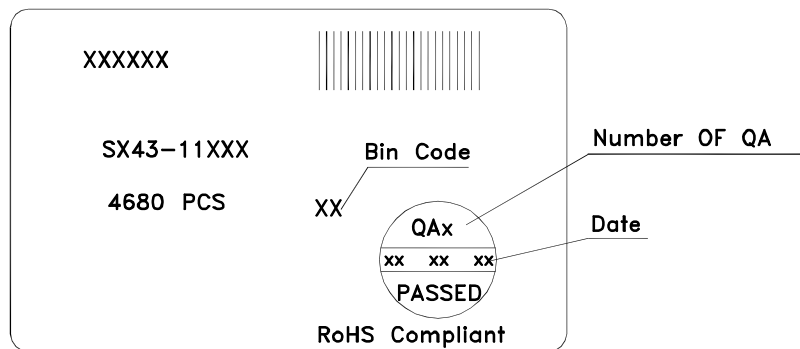 XXXXXX
Number OF QA
SX43-11XXX
Bin Code
4680 PCS
XX
QAx
Date
xx xx xx
PASSED
RoHS Compliant